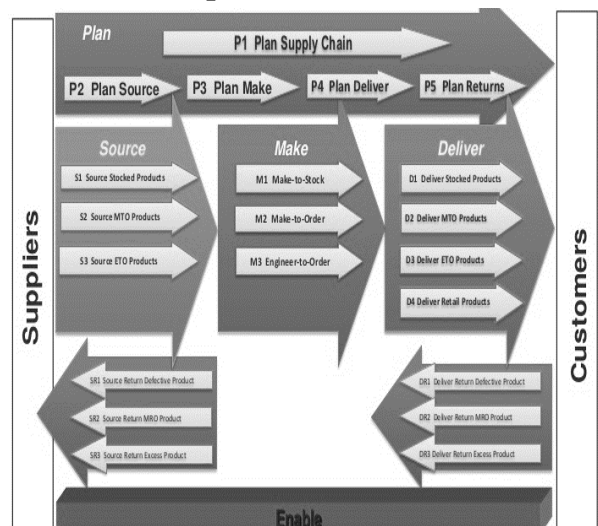 Plan
P1 Plan Supply Chain
P2 Plan Source
P3 Plan Make
P4 Plan Deliver
P5 Plan Returns
Suppliers
Source
S1 Source Stocked Products
S2 Source MTO Products
S3 Source ETO Products
Make
M1 Make-to-Stock
M2 Make-to-Order
M3 Engineer-to-Order
Deliver
D1 Deliver Stocked Products
D2 Deliver MTO Products
D3 Deliver ETO Products
D4 Deliver Retail Products
Customers
SR1 Source Return Defective Product
SR2 Source Return MRO Product
SR3 Source Return Excess Product
DR1 Deliver Return Defective Product
DR2 Deliver Return MRO Product
DR3 Deliver Return Excess Product
Enable